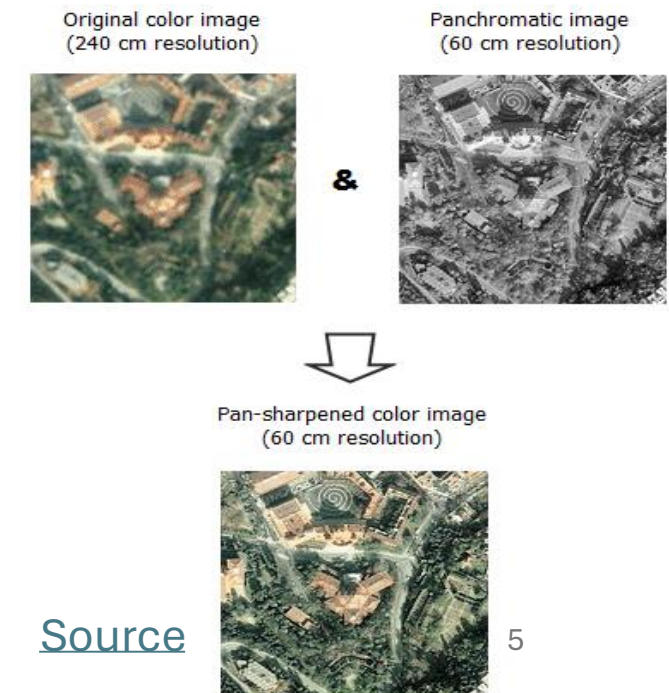 Original color image
(240 cm resolution)
Panchromatic image
(60 cm resolution)
&
Pan-sharpened color image
(60 cm resolution)
Source
5